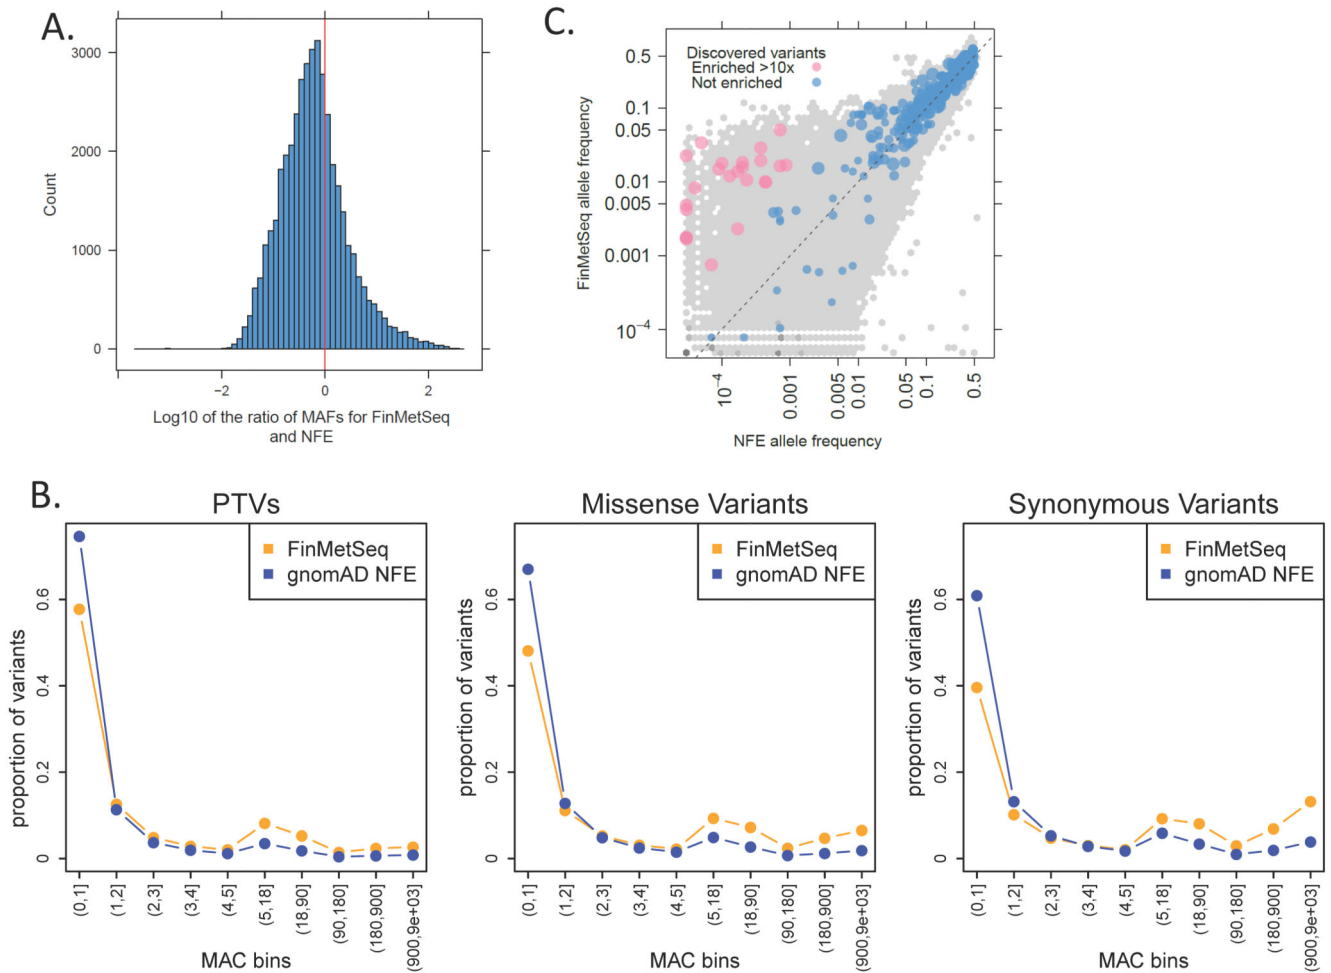 A.
3000
2000
1000
0
Count
−2
0
2
Log10 of the ratio of MAFs for FinMetSeq
and NFE
C.
Discovered variants
Enriched >10x
Not enriched
0.5
0.1
0.05
0.01
0.005
0.001
10⁻⁴
FinMetSeq allele frequency
10⁻⁴
0.001
0.005
0.01
0.05
0.1
0.5
NFE allele frequency
B.
PTVs
FinMetSeq
gnomAD NFE
0.6
0.4
0.2
0
proportion of variants
(0,1]
(1,2]
(2,3]
(3,4]
(4,5]
(5,18]
(18,90]
(90,180]
(180,900]
(900,9e+03]
MAC bins
Missense Variants
FinMetSeq
gnomAD NFE
0.6
0.4
0.2
0
proportion of variants
(0,1]
(1,2]
(2,3]
(3,4]
(4,5]
(5,18]
(18,90]
(90,180]
(180,900]
(900,9e+03]
MAC bins
Synonymous Variants
FinMetSeq
gnomAD NFE
0.6
0.4
0.2
0
proportion of variants
(0,1]
(1,2]
(2,3]
(3,4]
(4,5]
(5,18]
(18,90]
(90,180]
(180,900]
(900,9e+03]
MAC bins